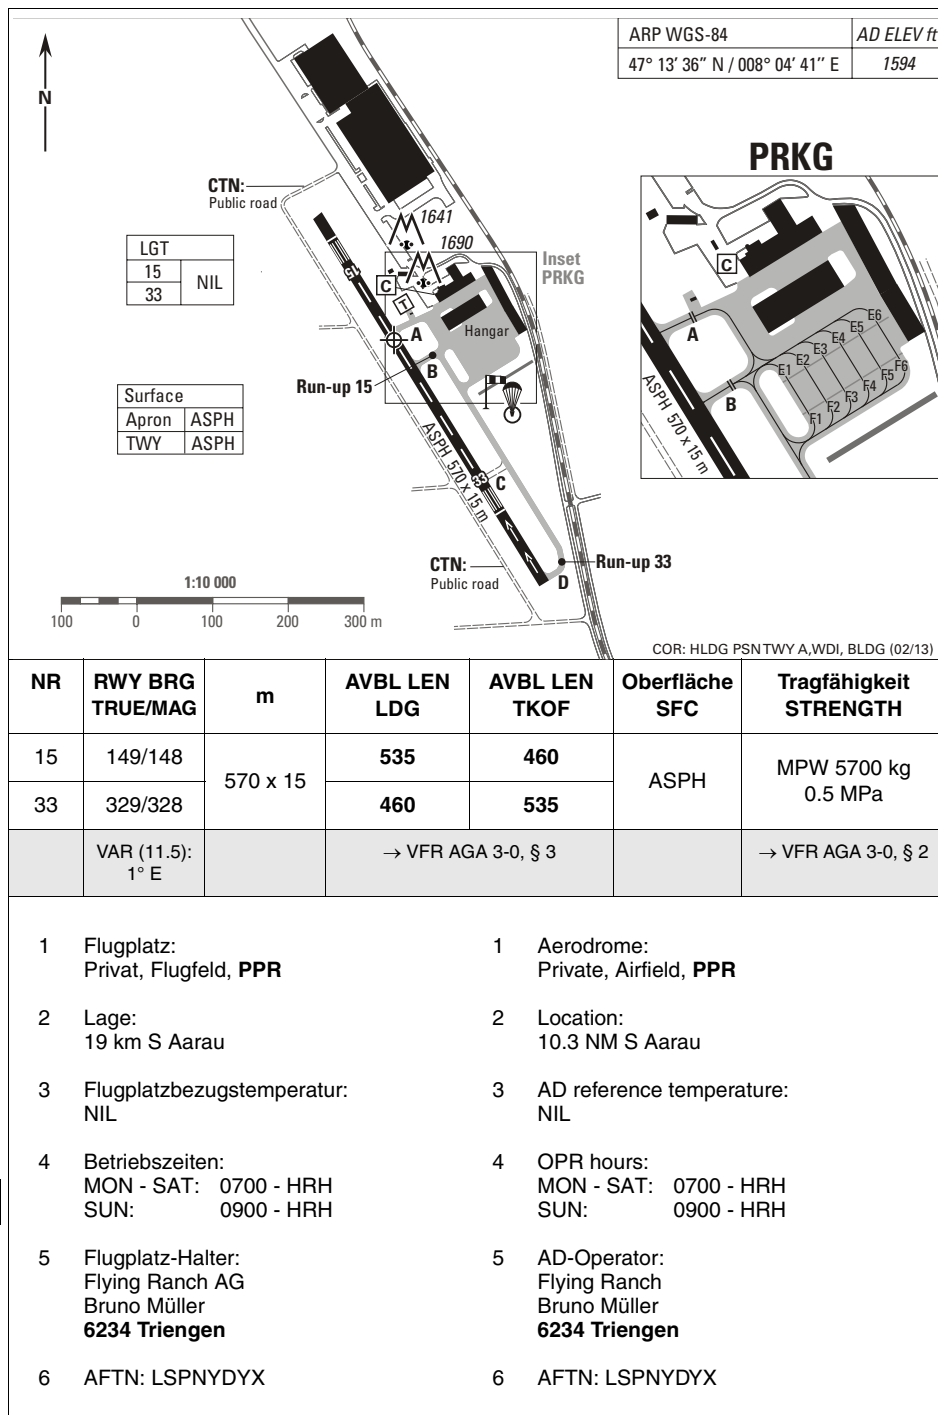 ARP WGS-84 AD ELEV ft
47° 13′ 36″ N / 008° 04′ 41″ E 1594
N
CTN:
Public road
1641
1690
Inset
PRKG
LGT
15 NIL
33
C
T
15
A
Hangar
Run-up 15
B
Surface
Apron ASPH
TWY ASPH
ASPH 570 x 15 m
33
C
CTN:
Public road
Run-up 33
D
PRKG
C
A
B
E1 E2 E3 E4 E5 E6
F1 F2 F3 F4 F5 F6
ASPH 570 x 15 m
1:10 000
100 0 100 200 300 m
COR: HLDG PSN TWY A,WDI, BLDG (02/13)
NR RWY BRG TRUE/MAG m AVBL LEN LDG AVBL LEN TKOF Oberfläche SFC Tragfähigkeit STRENGTH
15 149/148 570 x 15 535 460 ASPH MPW 5700 kg 0.5 MPa
33 329/328 460 535
VAR (11.5): 1° E → VFR AGA 3-0, § 3 → VFR AGA 3-0, § 2
1 Flugplatz:
Privat, Flugfeld, PPR
2 Lage:
19 km S Aarau
3 Flugplatzbezugstemperatur:
NIL
4 Betriebszeiten:
MON - SAT: 0700 - HRH
SUN: 0900 - HRH
5 Flugplatz-Halter:
Flying Ranch AG
Bruno Müller
6234 Triengen
6 AFTN: LSPNYDYX
1 Aerodrome:
Private, Airfield, PPR
2 Location:
10.3 NM S Aarau
3 AD reference temperature:
NIL
4 OPR hours:
MON - SAT: 0700 - HRH
SUN: 0900 - HRH
5 AD-Operator:
Flying Ranch
Bruno Müller
6234 Triengen
6 AFTN: LSPNYDYX